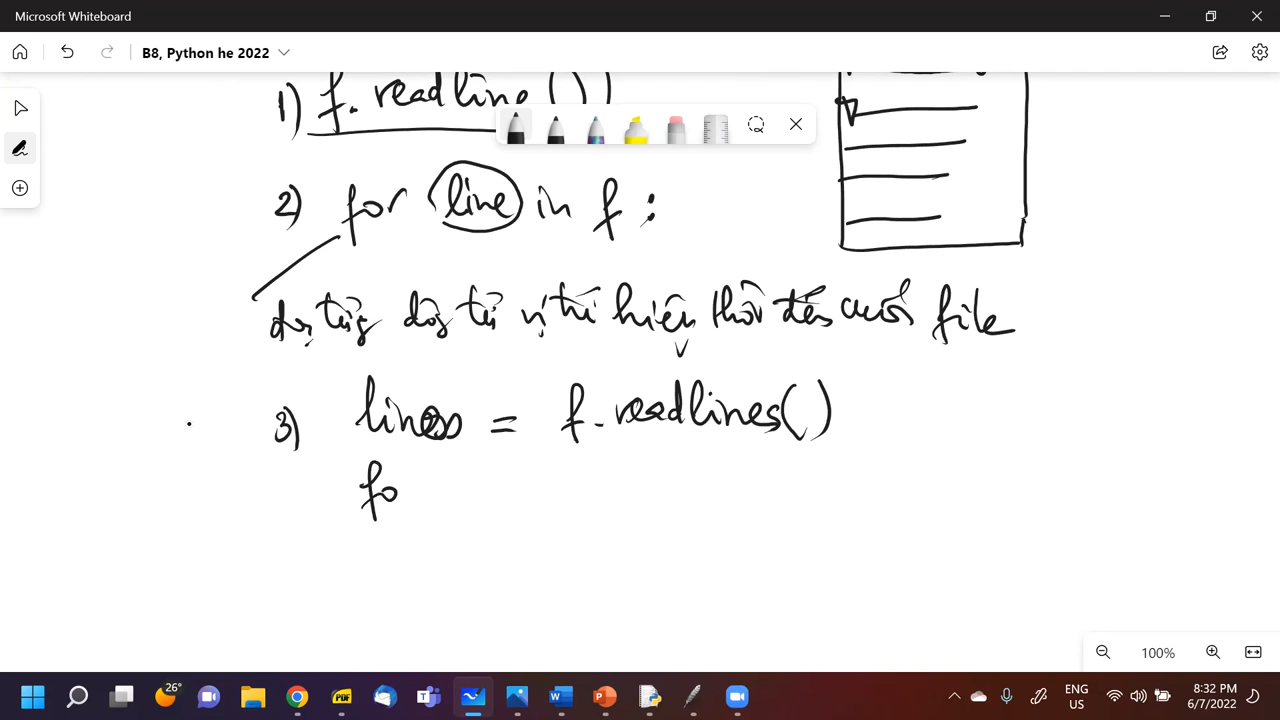 Microsoft Whiteboard
B8, Python he 2022
1) f.readline()
2) for line in f :
đọc từng dòng từ vị trí hiện thời đến cuối file
3) lines = f.readlines()
fo
100%
26°
ENG
US
8:32 PM
6/7/2022